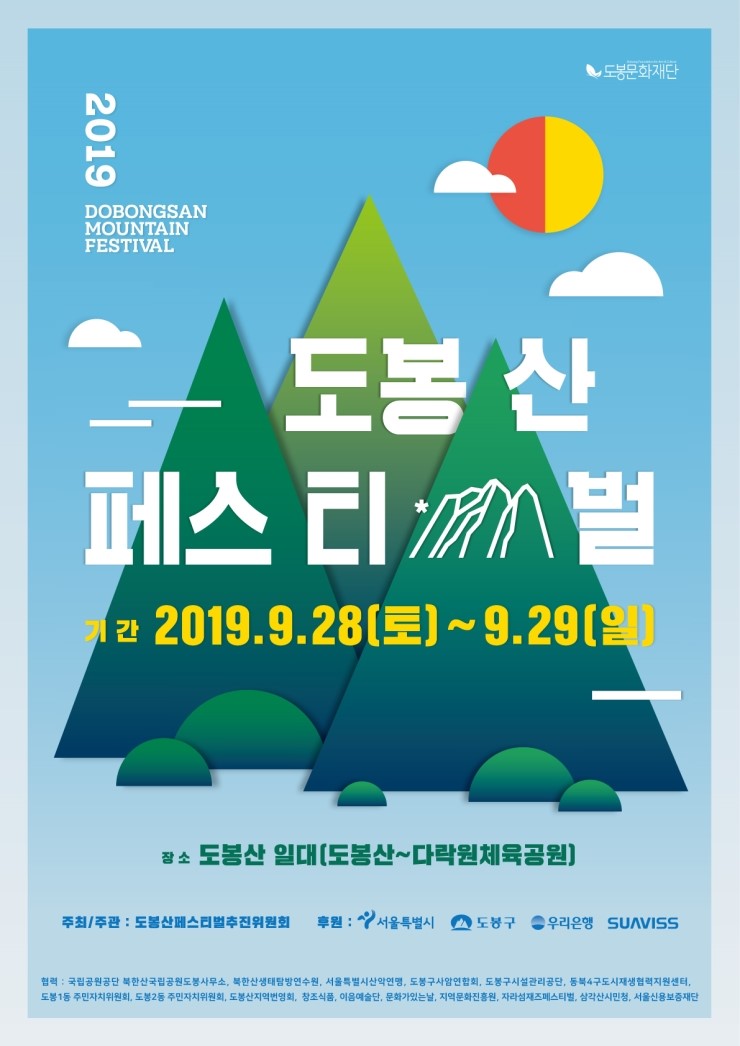 도봉문화재단
2019
DOBONGSAN
MOUNTAIN
FESTIVAL
도봉산
페스티*벌
기간 2019.9.28(토)~9.29(일)
장소 도봉산 일대(도봉산~다락원체육공원)
주최/주관 : 도봉산페스티벌추진위원회 후원 : 서울특별시 도봉구 우리은행 SUAVISS
협력 : 국립공원공단 북한산국립공원도봉사무소, 북한산생태탐방연수원, 서울특별시산악연맹, 도봉구사암연합회, 도봉구시설관리공단, 동북4구도시재생협력지원센터,
도봉1동 주민자치위원회, 도봉2동 주민자치위원회, 도봉산지역번영회, 창조식품, 이음예술단, 문화가있는날, 지역문화진흥원, 자라섬재즈페스티벌, 삼각산시민청, 서울신용보증재단